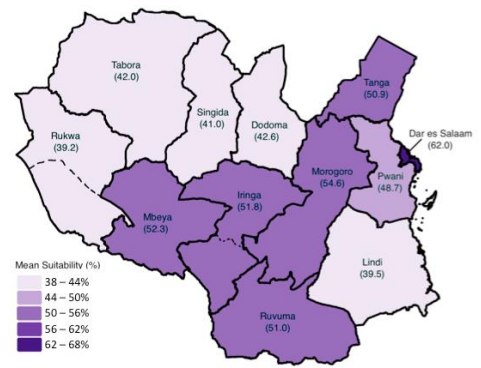 Tabora
(42.0)
Tanga
(50.9)
Singida
(41.0)
Dodoma
(42.6)
Dar es Salaam
(62.0)
Rukwa
(39.2)
Morogoro
(54.6)
Pwani
(48.7)
Iringa
(51.8)
Mbeya
(52.3)
Lindi
(39.5)
Ruvuma
(51.0)
Mean Suitability (%)
38 – 44%
44 – 50%
50 – 56%
56 – 62%
62 – 68%